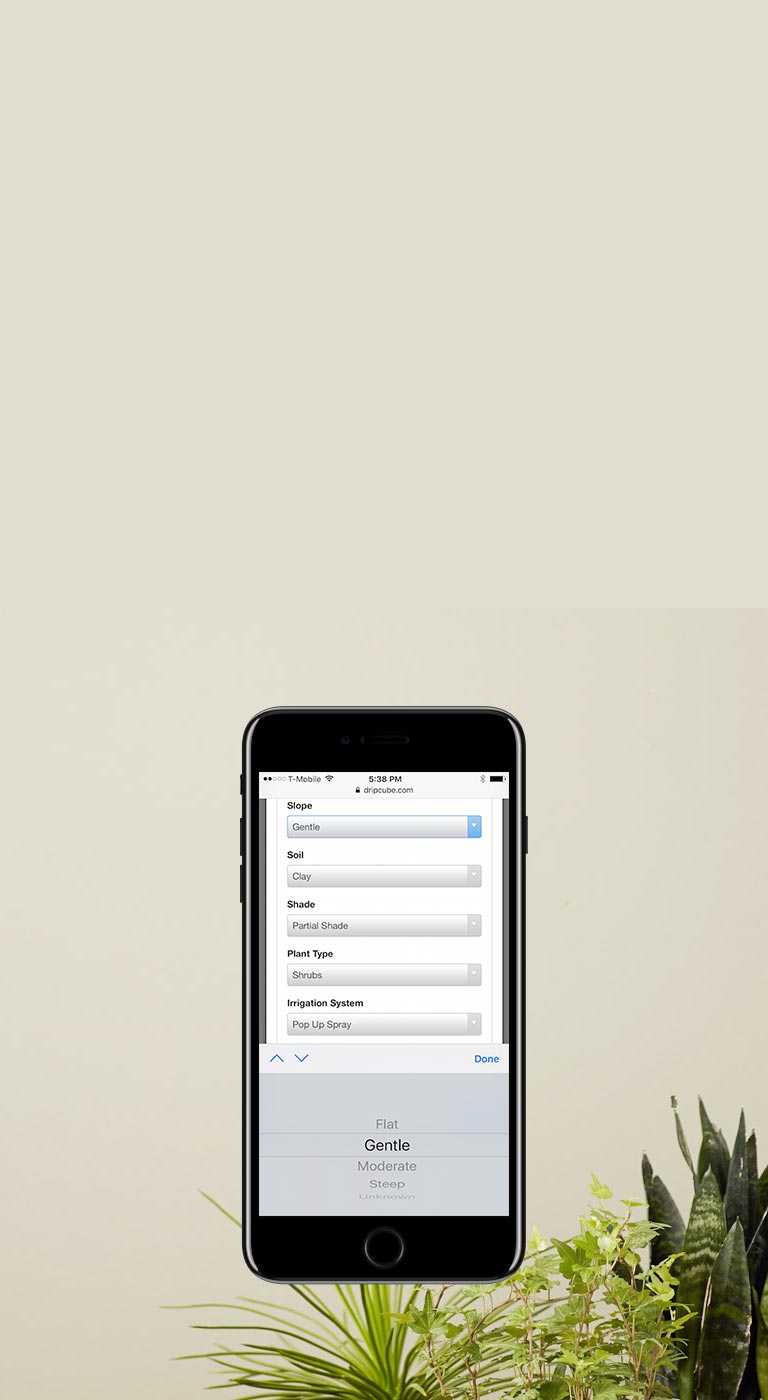 T-Mobile 5:38 PM
dripcube.com
Slope
Gentle
Soil
Clay
Shade
Partial Shade
Plant Type
Shrubs
Irrigation System
Pop Up Spray
Done
Flat
Gentle
Moderate
Steep
Unknown